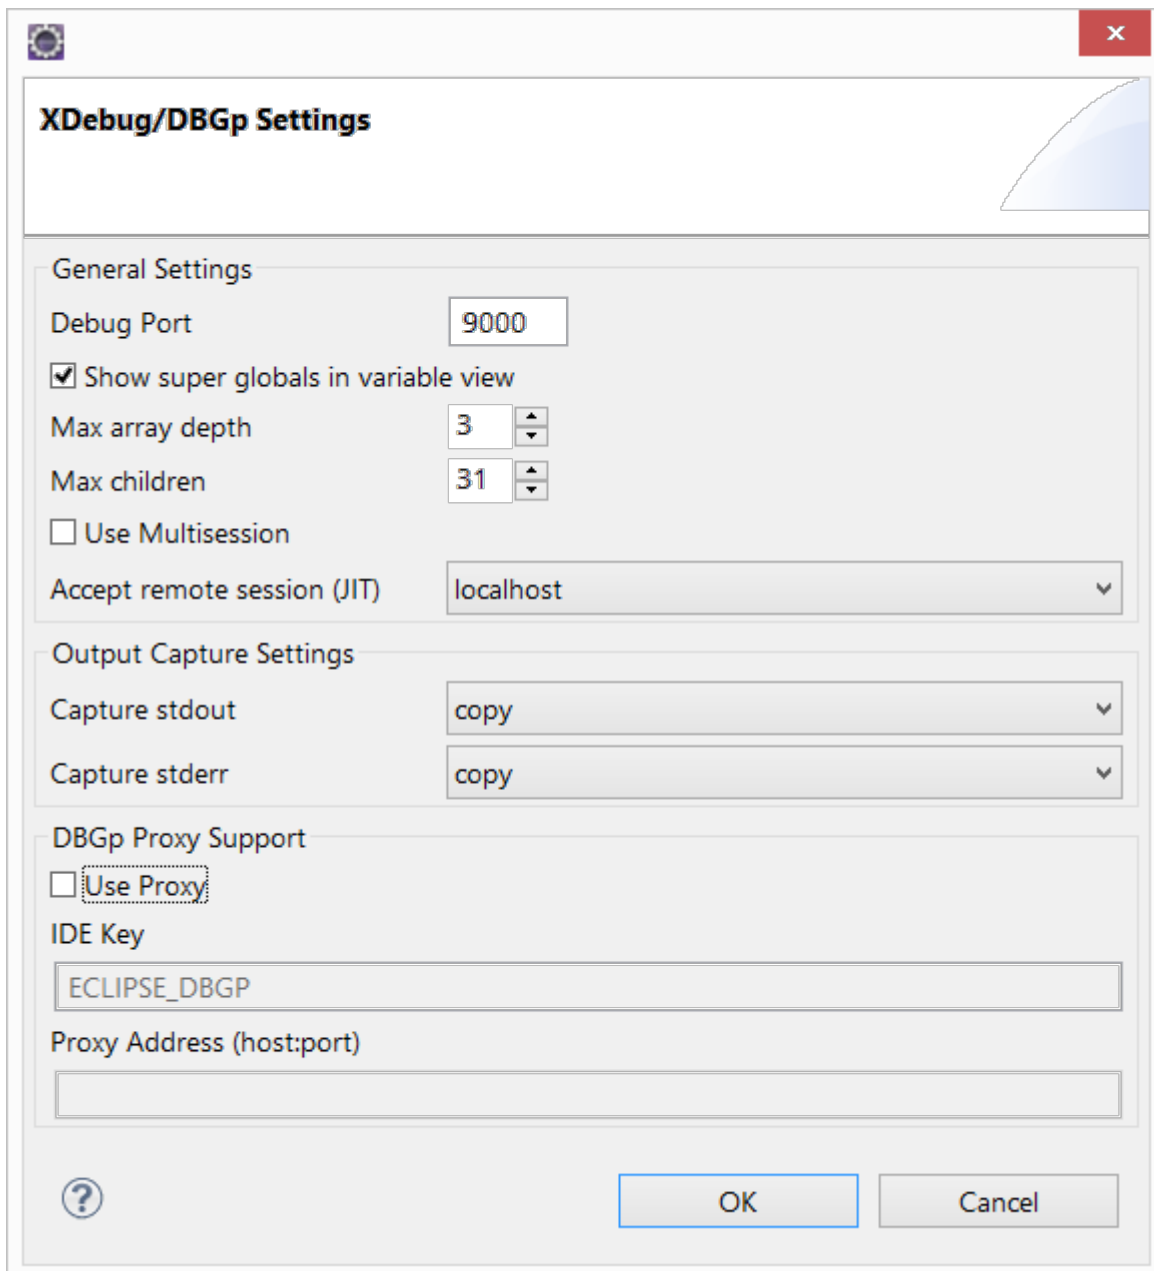 XDebug/DBGp Settings
General Settings
Debug Port 9000
Show super globals in variable view
Max array depth 3
Max children 31
Use Multisession
Accept remote session (JIT) localhost
Output Capture Settings
Capture stdout copy
Capture stderr copy
DBGp Proxy Support
Use Proxy
IDE Key
ECLIPSE_DBGP
Proxy Address (host:port)
OK Cancel